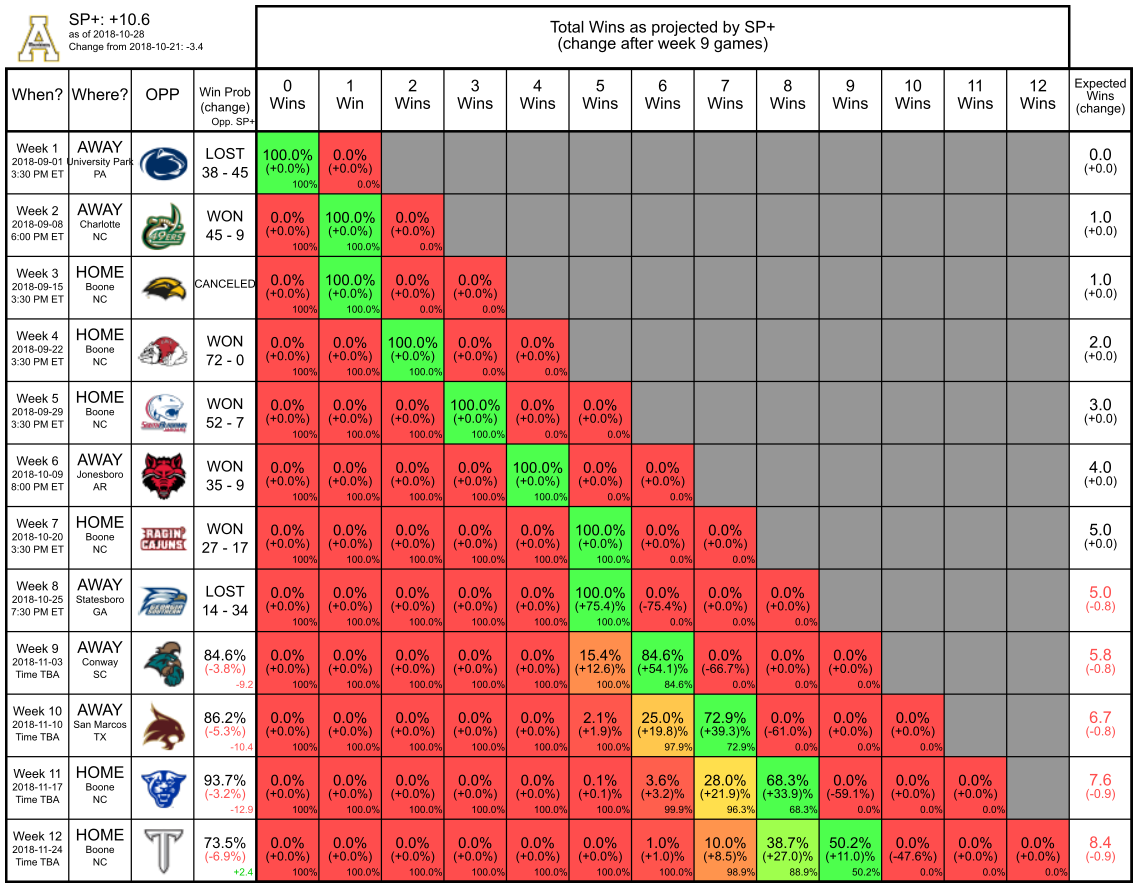 SP+: +10.6
as of 2018-10-28
Change from 2018-10-21: -3.4
Total Wins as projected by SP+
(change after week 9 games)
When? Where? OPP Win Prob (change) Opp. SP+ 0 Wins 1 Win 2 Wins 3 Wins 4 Wins 5 Wins 6 Wins 7 Wins 8 Wins 9 Wins 10 Wins 11 Wins 12 Wins Expected Wins (change)
Week 1 AWAY LOST 100.0% 0.0% 0.0
2018-09-01 University Park 38 - 45 (+0.0%) (+0.0%) (+0.0)
3:30 PM ET PA 100% 0.0%
Week 2 AWAY WON 0.0% 100.0% 0.0% 1.0
2018-09-08 Charlotte 45 - 9 (+0.0%) (+0.0%) (+0.0%) (+0.0)
6:00 PM ET NC 49ERS 100% 100.0% 0.0%
Week 3 HOME CANCELED 0.0% 100.0% 0.0% 0.0% 1.0
2018-09-15 Boone (+0.0%) (+0.0%) (+0.0%) (+0.0%) (+0.0)
3:30 PM ET NC 100% 100.0% 0.0% 0.0%
Week 4 HOME WON 0.0% 0.0% 100.0% 0.0% 0.0% 2.0
2018-09-22 Boone 72 - 0 (+0.0%) (+0.0%) (+0.0%) (+0.0%) (+0.0%) (+0.0)
3:30 PM ET NC 100% 100.0% 100.0% 0.0% 0.0%
Week 5 HOME WON 0.0% 0.0% 0.0% 100.0% 0.0% 0.0% 3.0
2018-09-29 Boone 52 - 7 (+0.0%) (+0.0%) (+0.0%) (+0.0%) (+0.0%) (+0.0%) (+0.0)
3:30 PM ET NC SOUTH ALABAMA JAGUARS 100% 100.0% 100.0% 100.0% 0.0% 0.0%
Week 6 AWAY WON 0.0% 0.0% 0.0% 0.0% 100.0% 0.0% 0.0% 4.0
2018-10-09 Jonesboro 35 - 9 (+0.0%) (+0.0%) (+0.0%) (+0.0%) (+0.0%) (+0.0%) (+0.0%) (+0.0)
8:00 PM ET AR 100% 100.0% 100.0% 100.0% 100.0% 0.0% 0.0%
Week 7 HOME WON 0.0% 0.0% 0.0% 0.0% 0.0% 100.0% 0.0% 0.0% 5.0
2018-10-20 Boone RAGIN' CAJUNS 27 - 17 (+0.0%) (+0.0%) (+0.0%) (+0.0%) (+0.0%) (+0.0%) (+0.0%) (+0.0%) (+0.0)
3:30 PM ET NC 100% 100.0% 100.0% 100.0% 100.0% 100.0% 0.0% 0.0%
Week 8 AWAY LOST 0.0% 0.0% 0.0% 0.0% 0.0% 100.0% 0.0% 0.0% 0.0% 5.0
2018-10-25 Statesboro GEORGIA SOUTHERN 14 - 34 (+0.0%) (+0.0%) (+0.0%) (+0.0%) (+0.0%) (+75.4)% (-75.4%) (+0.0%) (+0.0%) (-0.8)
7:30 PM ET GA 100% 100.0% 100.0% 100.0% 100.0% 100.0% 0.0% 0.0% 0.0%
Week 9 AWAY 84.6% 0.0% 0.0% 0.0% 0.0% 0.0% 15.4% 84.6% 0.0% 0.0% 0.0% 5.8
2018-11-03 Conway (-3.8%) (+0.0%) (+0.0%) (+0.0%) (+0.0%) (+0.0%) (+12.6)% (+54.1)% (-66.7%) (+0.0%) (+0.0%) (-0.8)
Time TBA SC -9.2 100% 100.0% 100.0% 100.0% 100.0% 100.0% 84.6% 0.0% 0.0% 0.0%
Week 10 AWAY 86.2% 0.0% 0.0% 0.0% 0.0% 0.0% 2.1% 25.0% 72.9% 0.0% 0.0% 0.0% 6.7
2018-11-10 San Marcos (-5.3%) (+0.0%) (+0.0%) (+0.0%) (+0.0%) (+0.0%) (+1.9)% (+19.8)% (+39.3)% (-61.0%) (+0.0%) (+0.0%) (-0.8)
Time TBA TX -10.4 100% 100.0% 100.0% 100.0% 100.0% 100.0% 97.9% 72.9% 0.0% 0.0% 0.0%
Week 11 HOME 93.7% 0.0% 0.0% 0.0% 0.0% 0.0% 0.1% 3.6% 28.0% 68.3% 0.0% 0.0% 0.0% 7.6
2018-11-17 Boone (-3.2%) (+0.0%) (+0.0%) (+0.0%) (+0.0%) (+0.0%) (+0.1)% (+3.2)% (+21.9)% (+33.9)% (-59.1%) (+0.0%) (+0.0%) (-0.9)
Time TBA NC -12.9 100% 100.0% 100.0% 100.0% 100.0% 100.0% 99.9% 96.3% 68.3% 0.0% 0.0% 0.0%
Week 12 HOME 73.5% 0.0% 0.0% 0.0% 0.0% 0.0% 0.0% 1.0% 10.0% 38.7% 50.2% 0.0% 0.0% 0.0% 8.4
2018-11-24 Boone (-6.9%) (+0.0%) (+0.0%) (+0.0%) (+0.0%) (+0.0%) (+0.0%) (+1.0)% (+8.5)% (+27.0)% (+11.0)% (-47.6%) (+0.0%) (+0.0%) (-0.9)
Time TBA NC +2.4 100% 100.0% 100.0% 100.0% 100.0% 100.0% 100.0% 98.9% 88.9% 50.2% 0.0% 0.0% 0.0%